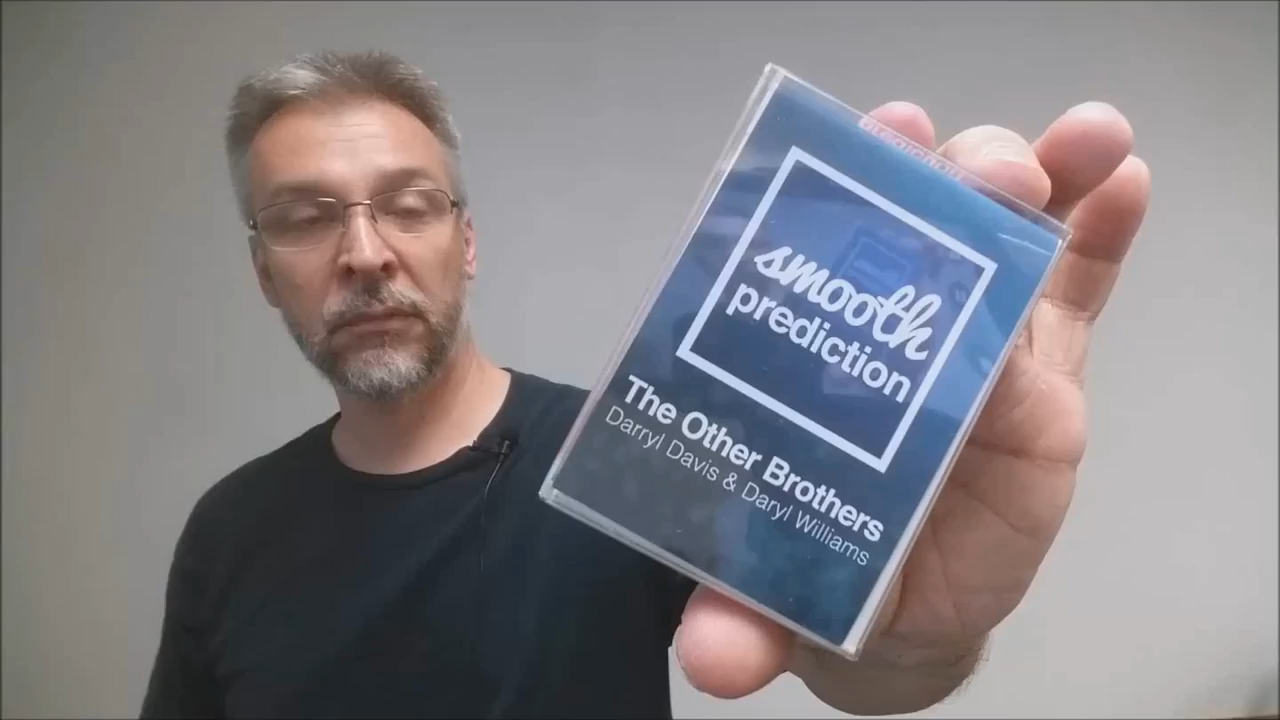 smooth
prediction
The Other Brothers
Darryl Davis & Daryl Williams